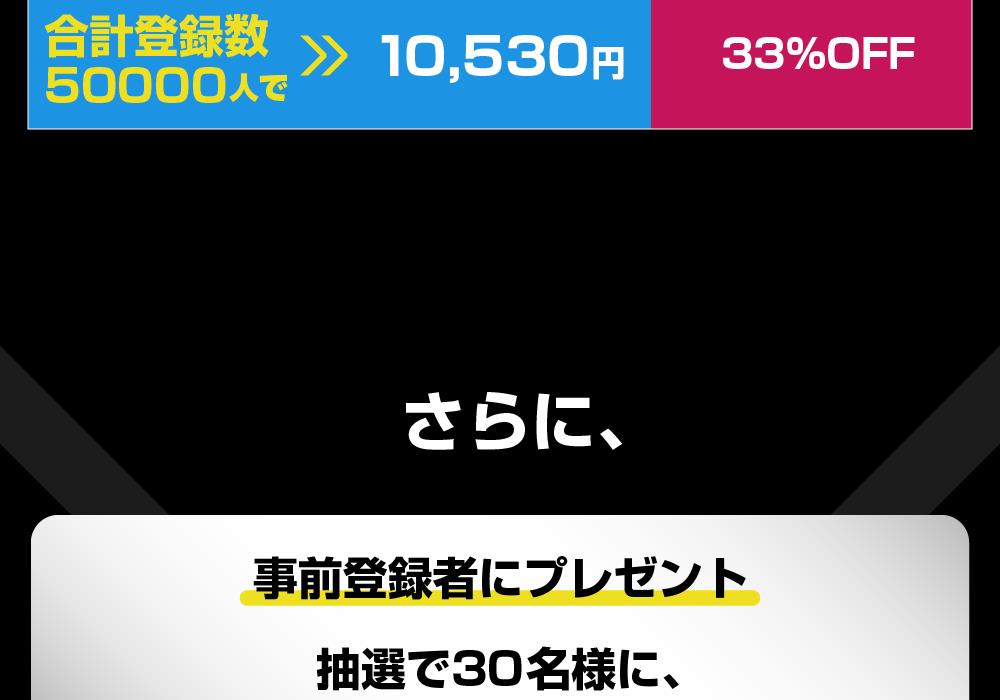 合計登録数
50000人で
10,530円
33%OFF
さらに、
事前登録者にプレゼント
抽選で30名様に、